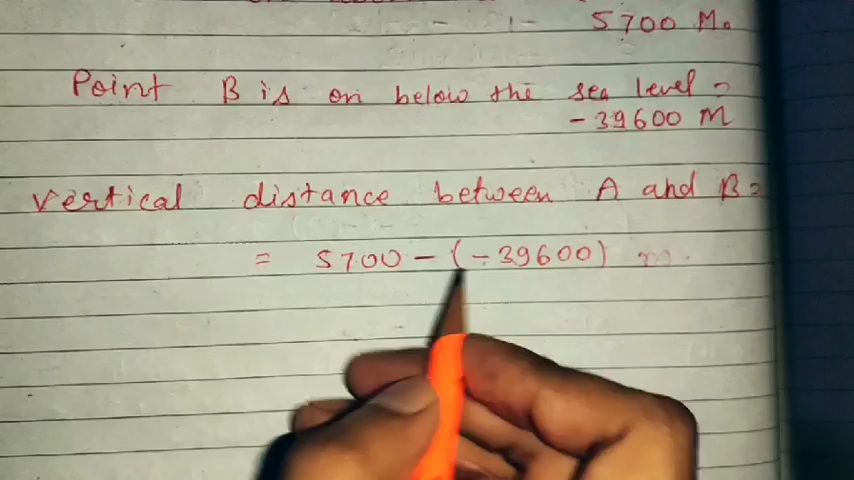 5700 M.
Point B is on below the sea level =
- 39600 M
Vertical distance between A and B =
= 5700 - (-39600) m.